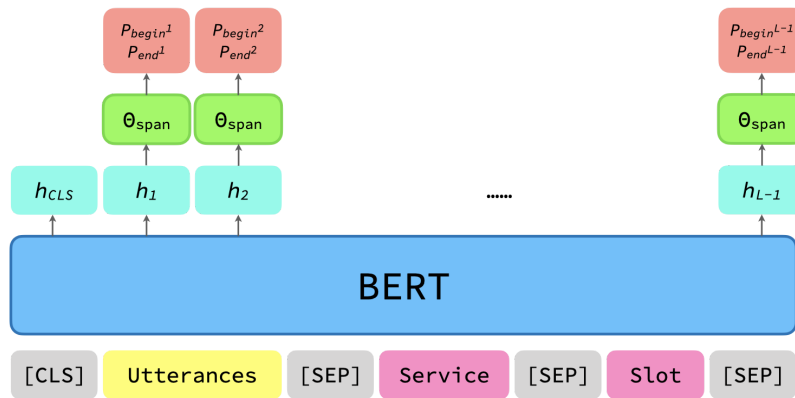 Pbegin¹ Pbegin² Pbegin^L-1
Pend¹ Pend² Pend^L-1
Θspan Θspan Θspan
hCLS h1 h2 ...... hL-1
BERT
[CLS] Utterances [SEP] Service [SEP] Slot [SEP]